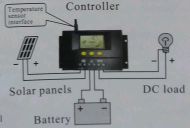 Controller
Temperature
sensor
interface
+
-
+
Solar panels
DC load
+
-
Battery